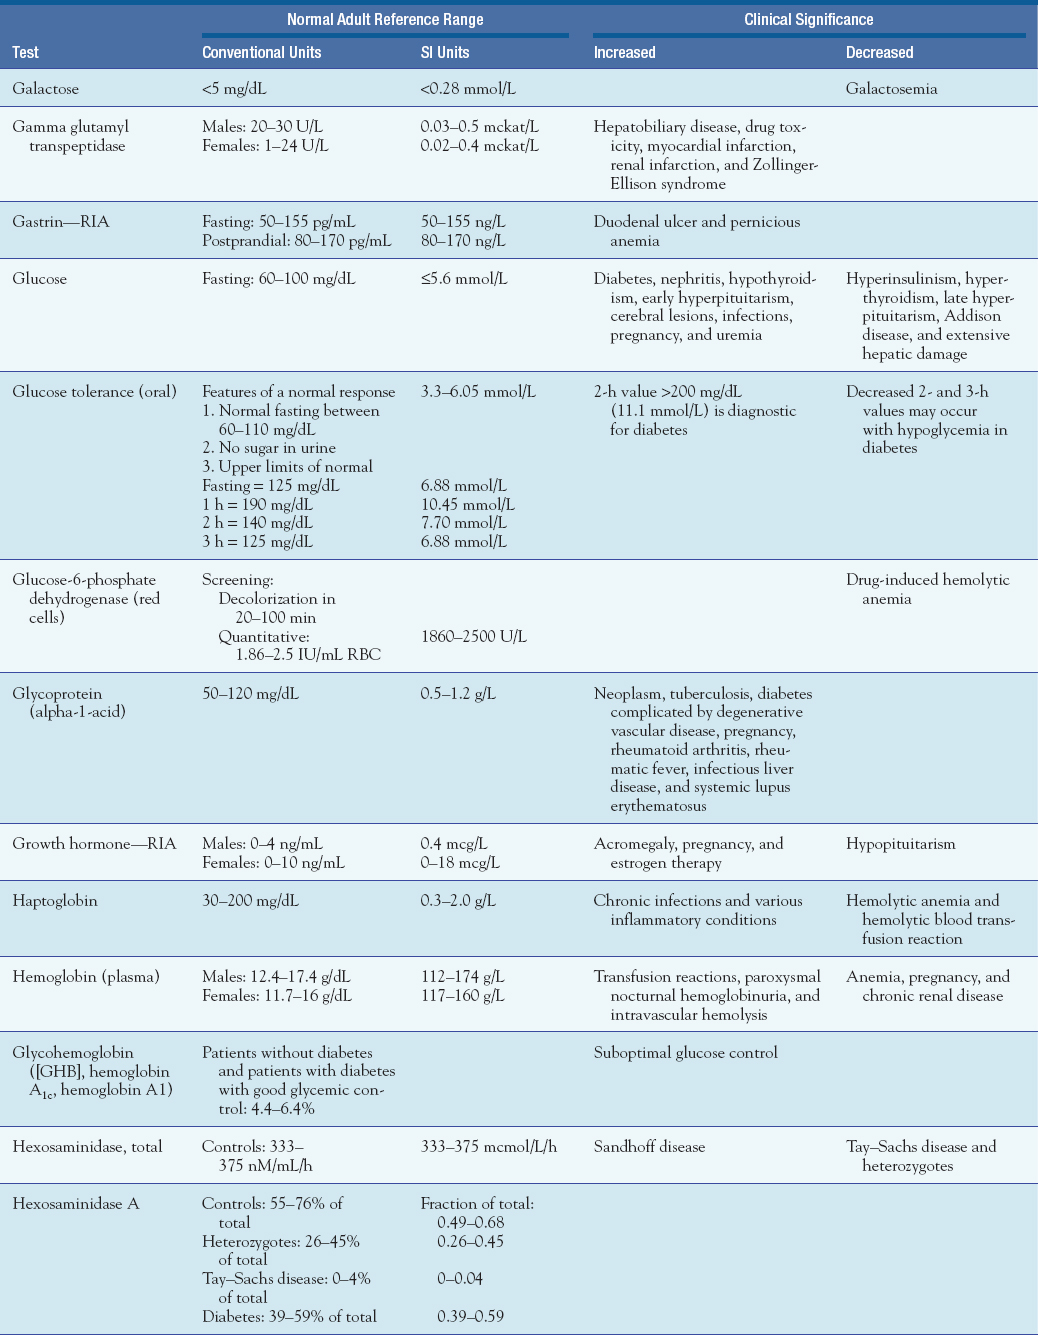 Normal Adult Reference Range
Clinical Significance
Test
Conventional Units
SI Units
Increased
Decreased
Galactose
<5 mg/dL
<0.28 mmol/L
Galactosemia
Gamma glutamyl
transpeptidase
Males: 20–30 U/L
Females: 1–24 U/L
0.03–0.5 mckat/L
0.02–0.4 mckat/L
Hepatobiliary disease, drug tox-
icity, myocardial infarction,
renal infarction, and Zollinger-
Ellison syndrome
Gastrin—RIA
Fasting: 50–155 pg/mL
Postprandial: 80–170 pg/mL
50–155 ng/L
80–170 ng/L
Duodenal ulcer and pernicious
anemia
Glucose
Fasting: 60–100 mg/dL
≤5.6 mmol/L
Diabetes, nephritis, hypothyroid-
ism, early hyperpituitarism,
cerebral lesions, infections,
pregnancy, and uremia
Hyperinsulinism, hyper-
thyroidism, late hyper-
pituitarism, Addison
disease, and extensive
hepatic damage
Glucose tolerance (oral)
Features of a normal response
1. Normal fasting between
60–110 mg/dL
2. No sugar in urine
3. Upper limits of normal
Fasting = 125 mg/dL
1 h = 190 mg/dL
2 h = 140 mg/dL
3 h = 125 mg/dL
3.3–6.05 mmol/L
6.88 mmol/L
10.45 mmol/L
7.70 mmol/L
6.88 mmol/L
2-h value >200 mg/dL
(11.1 mmol/L) is diagnostic
for diabetes
Decreased 2- and 3-h
values may occur
with hypoglycemia in
diabetes
Glucose-6-phosphate
dehydrogenase (red
cells)
Screening:
Decolorization in
20–100 min
Quantitative:
1.86–2.5 IU/mL RBC
1860–2500 U/L
Drug-induced hemolytic
anemia
Glycoprotein
(alpha-1-acid)
50–120 mg/dL
0.5–1.2 g/L
Neoplasm, tuberculosis, diabetes
complicated by degenerative
vascular disease, pregnancy,
rheumatoid arthritis, rheu-
matic fever, infectious liver
disease, and systemic lupus
erythematosus
Growth hormone—RIA
Males: 0–4 ng/mL
Females: 0–10 ng/mL
0.4 mcg/L
0–18 mcg/L
Acromegaly, pregnancy, and
estrogen therapy
Hypopituitarism
Haptoglobin
30–200 mg/dL
0.3–2.0 g/L
Chronic infections and various
inflammatory conditions
Hemolytic anemia and
hemolytic blood trans-
fusion reaction
Hemoglobin (plasma)
Males: 12.4–17.4 g/dL
Females: 11.7–16 g/dL
112–174 g/L
117–160 g/L
Transfusion reactions, paroxysmal
nocturnal hemoglobinuria, and
intravascular hemolysis
Anemia, pregnancy, and
chronic renal disease
Glycohemoglobin
([GHB], hemoglobin
A1c, hemoglobin A1)
Patients without diabetes
and patients with diabetes
with good glycemic con-
trol: 4.4–6.4%
Suboptimal glucose control
Hexosaminidase, total
Controls: 333–
375 nM/mL/h
333–375 mcmol/L/h
Sandhoff disease
Tay–Sachs disease and
heterozygotes
Hexosaminidase A
Controls: 55–76% of
total
Heterozygotes: 26–45%
of total
Tay–Sachs disease: 0–4%
of total
Diabetes: 39–59% of total
Fraction of total:
0.49–0.68
0.26–0.45
0–0.04
0.39–0.59